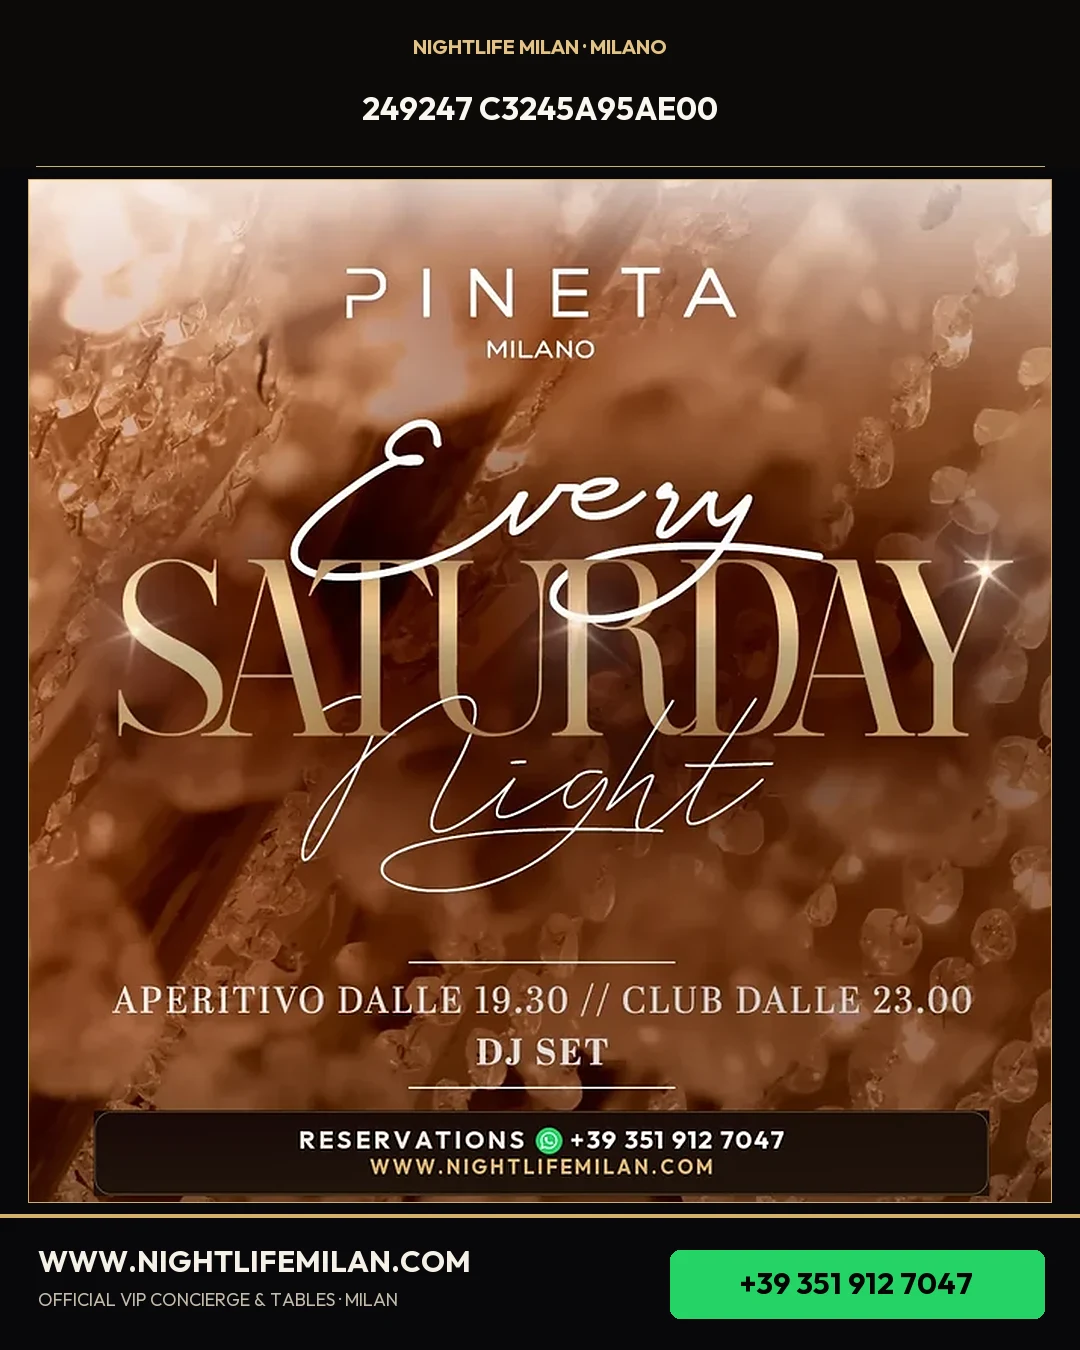 NIGHTLIFE MILAN · MILANO
249247 C3245A95AE00
PINETA
MILANO
Every
SATURDAY
Night
APERITIVO DALLE 19.30 // CLUB DALLE 23.00
DJ SET
RESERVATIONS +39 351 912 7047
WWW.NIGHTLIFEMILAN.COM
WWW.NIGHTLIFEMILAN.COM
+39 351 912 7047
OFFICIAL VIP CONCIERGE & TABLES · MILAN